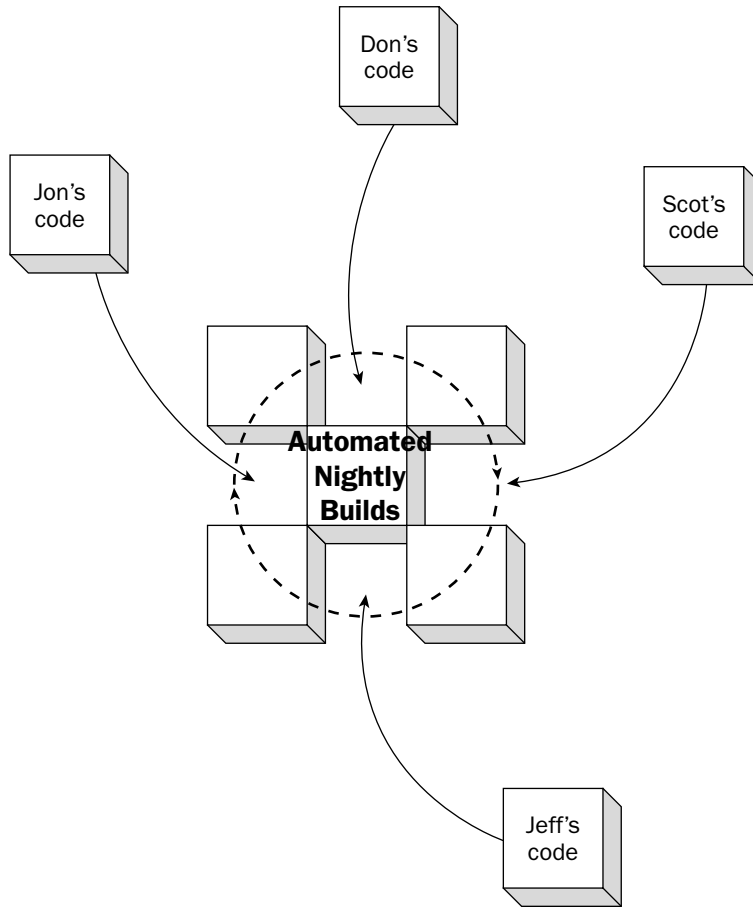 Don's
code
Jon's
code
Scot's
code
Automated
Nightly
Builds
Jeff's
code